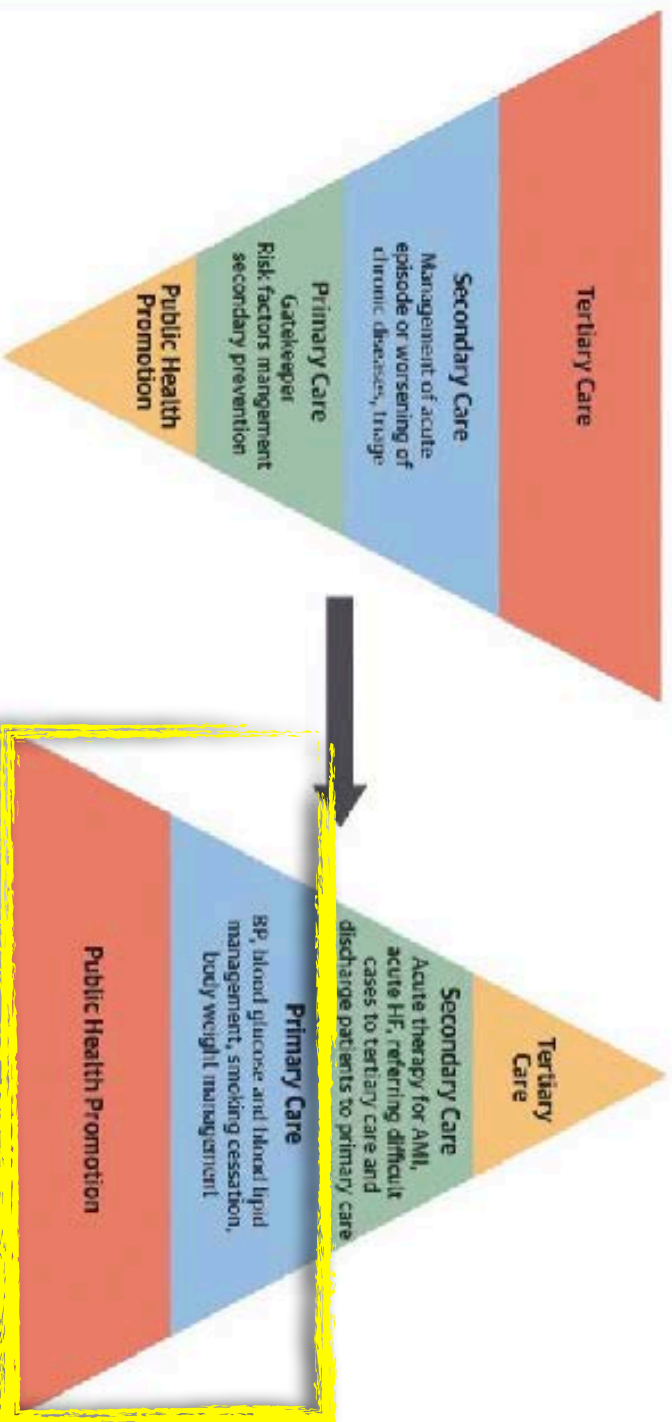 Tertiary Care
Secondary Care
Management of acute
episode or worsening of
chronic diseases, triage
Primary Care
Gatekeeper
Risk factors mangement
secondary prevention
Public Health
Promotion
Tertiary
Care
Secondary Care
Acute therapy for AMI,
acute HF, referring difficult
cases to tertiary care and
discharge patients to primary care
Primary Care
BP, blood glucose and blood lipid
management, smoking cessation,
body weight management
Public Health Promotion